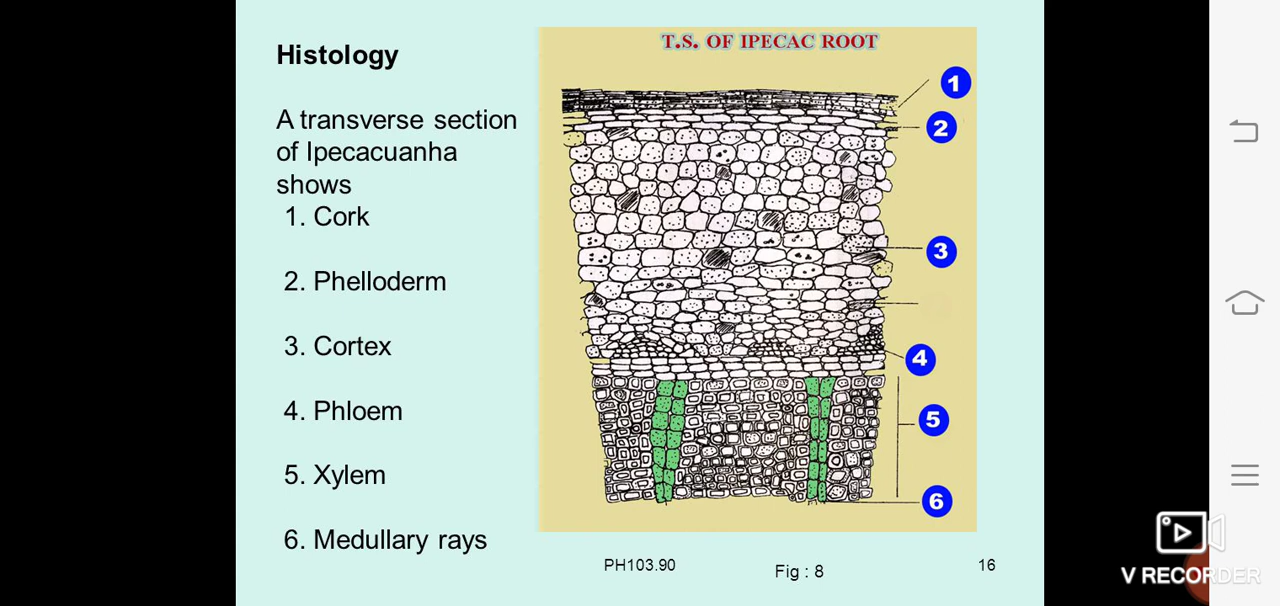 Histology
T.S. OF IPECAC ROOT
A transverse section
of Ipecacuanha
shows
1. Cork
2. Phelloderm
3. Cortex
4. Phloem
5. Xylem
6. Medullary rays
1
2
3
4
5
6
PH103.90
Fig : 8
16
V RECORDER